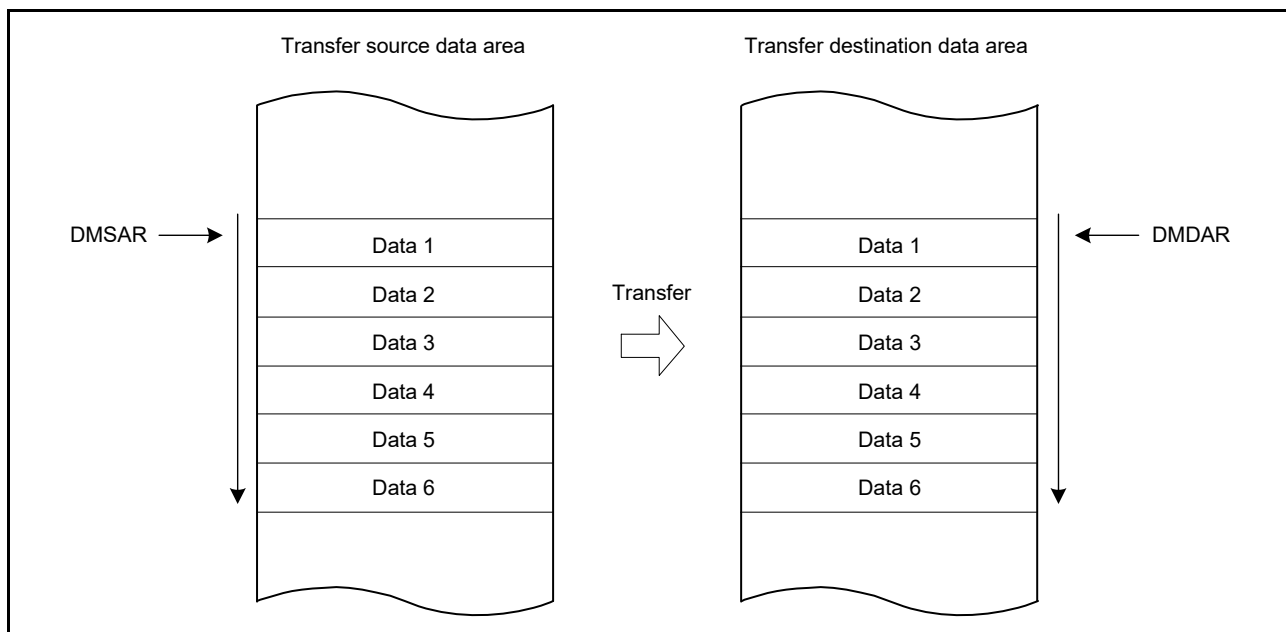 Transfer source data area
Transfer destination data area
DMSAR
Data 1
Data 2
Data 3
Data 4
Data 5
Data 6
Transfer
Data 1
Data 2
Data 3
Data 4
Data 5
Data 6
DMDAR